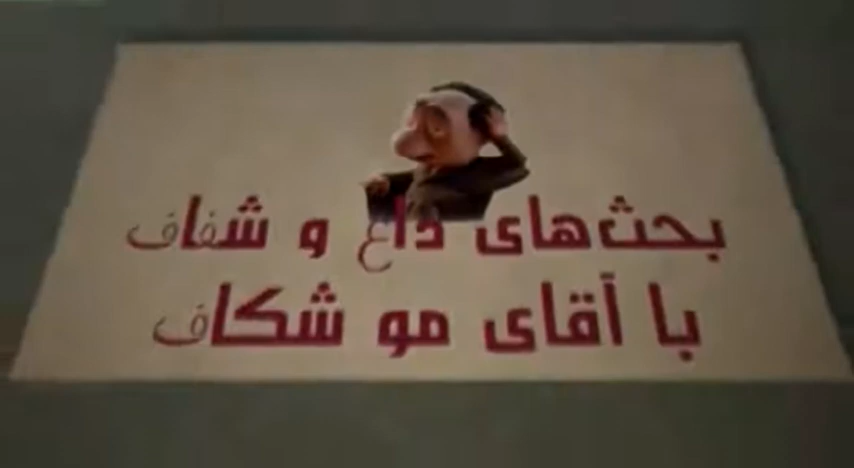 بحث‌های داغ و شفاف
با آقای مو شکاف